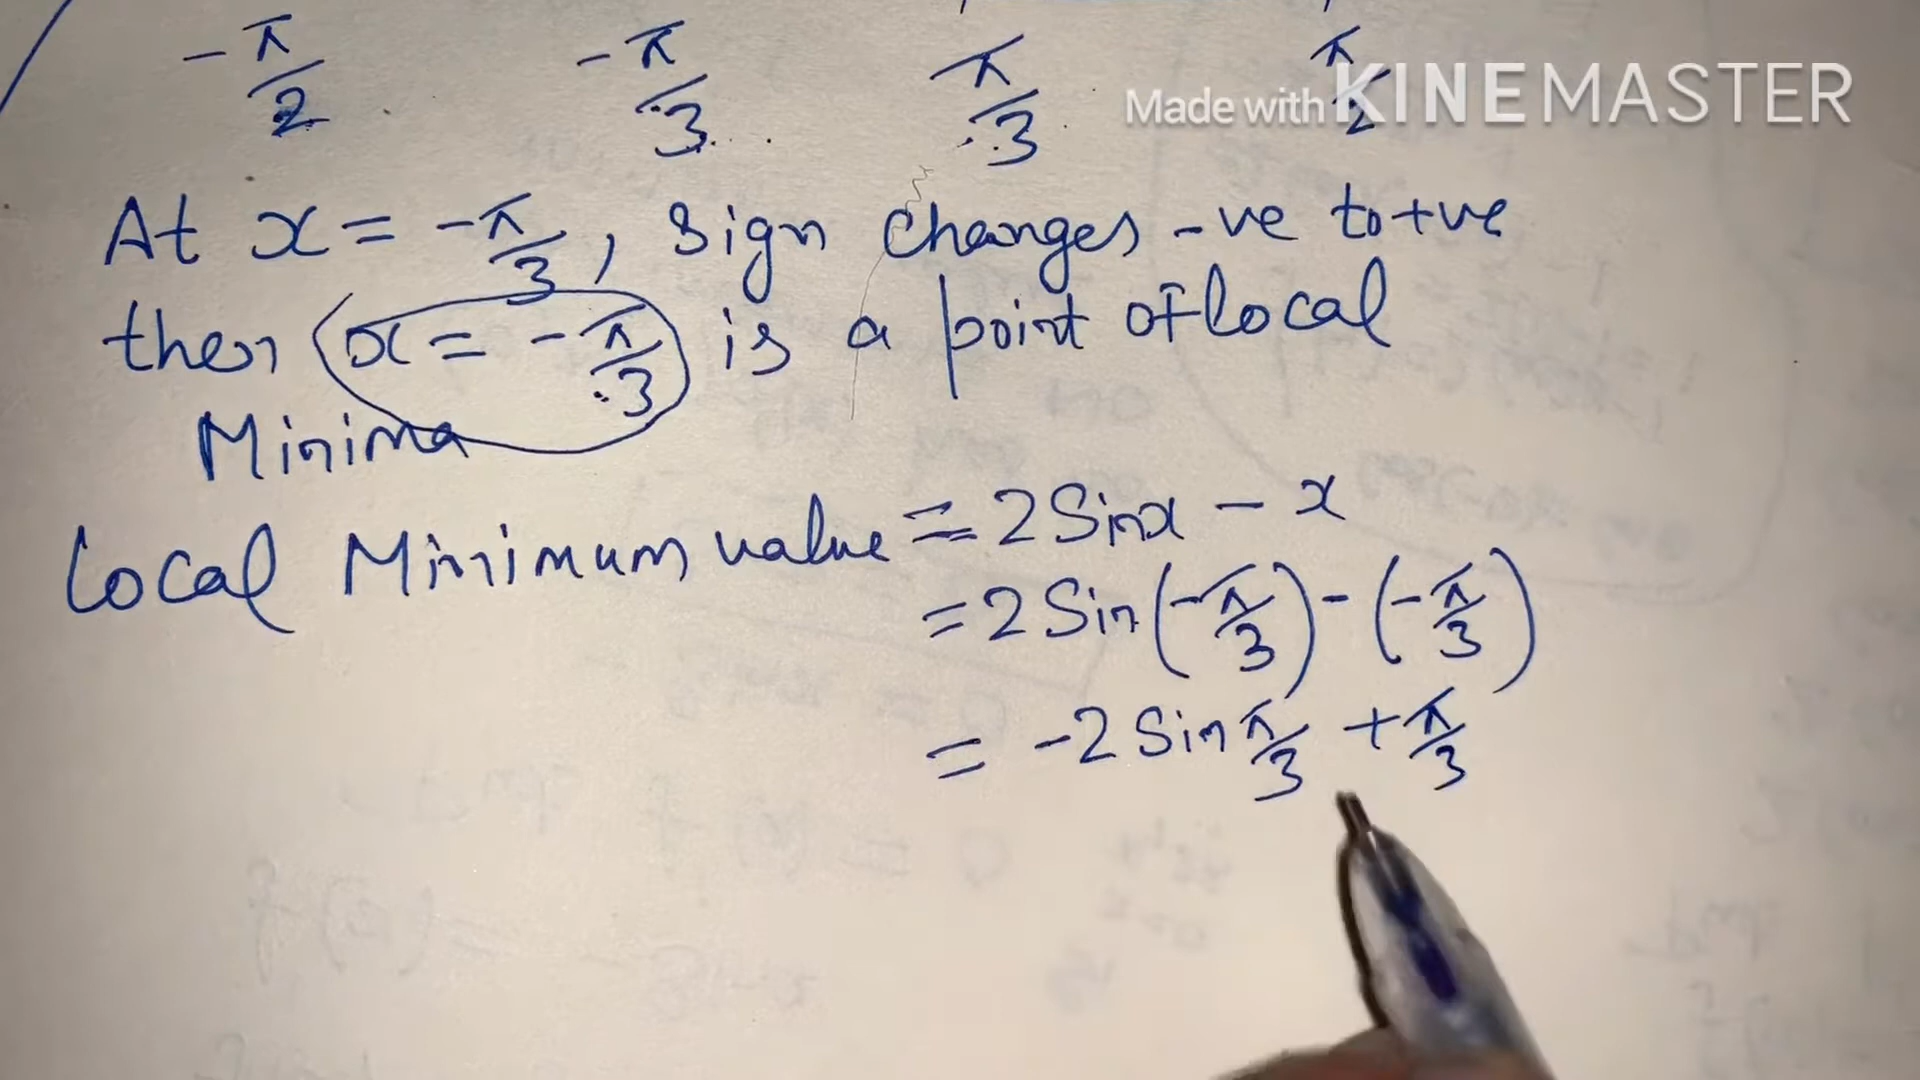 -π/2 -π/3 π/3 π/2
Made with KINEMASTER
At x = -π/3, sign changes -ve to +ve
then x = -π/3 is a point of local
Minima
Local Minimum value = 2 Sinx - x
= 2 Sin(-π/3) - (-π/3)
= -2 Sin π/3 + π/3